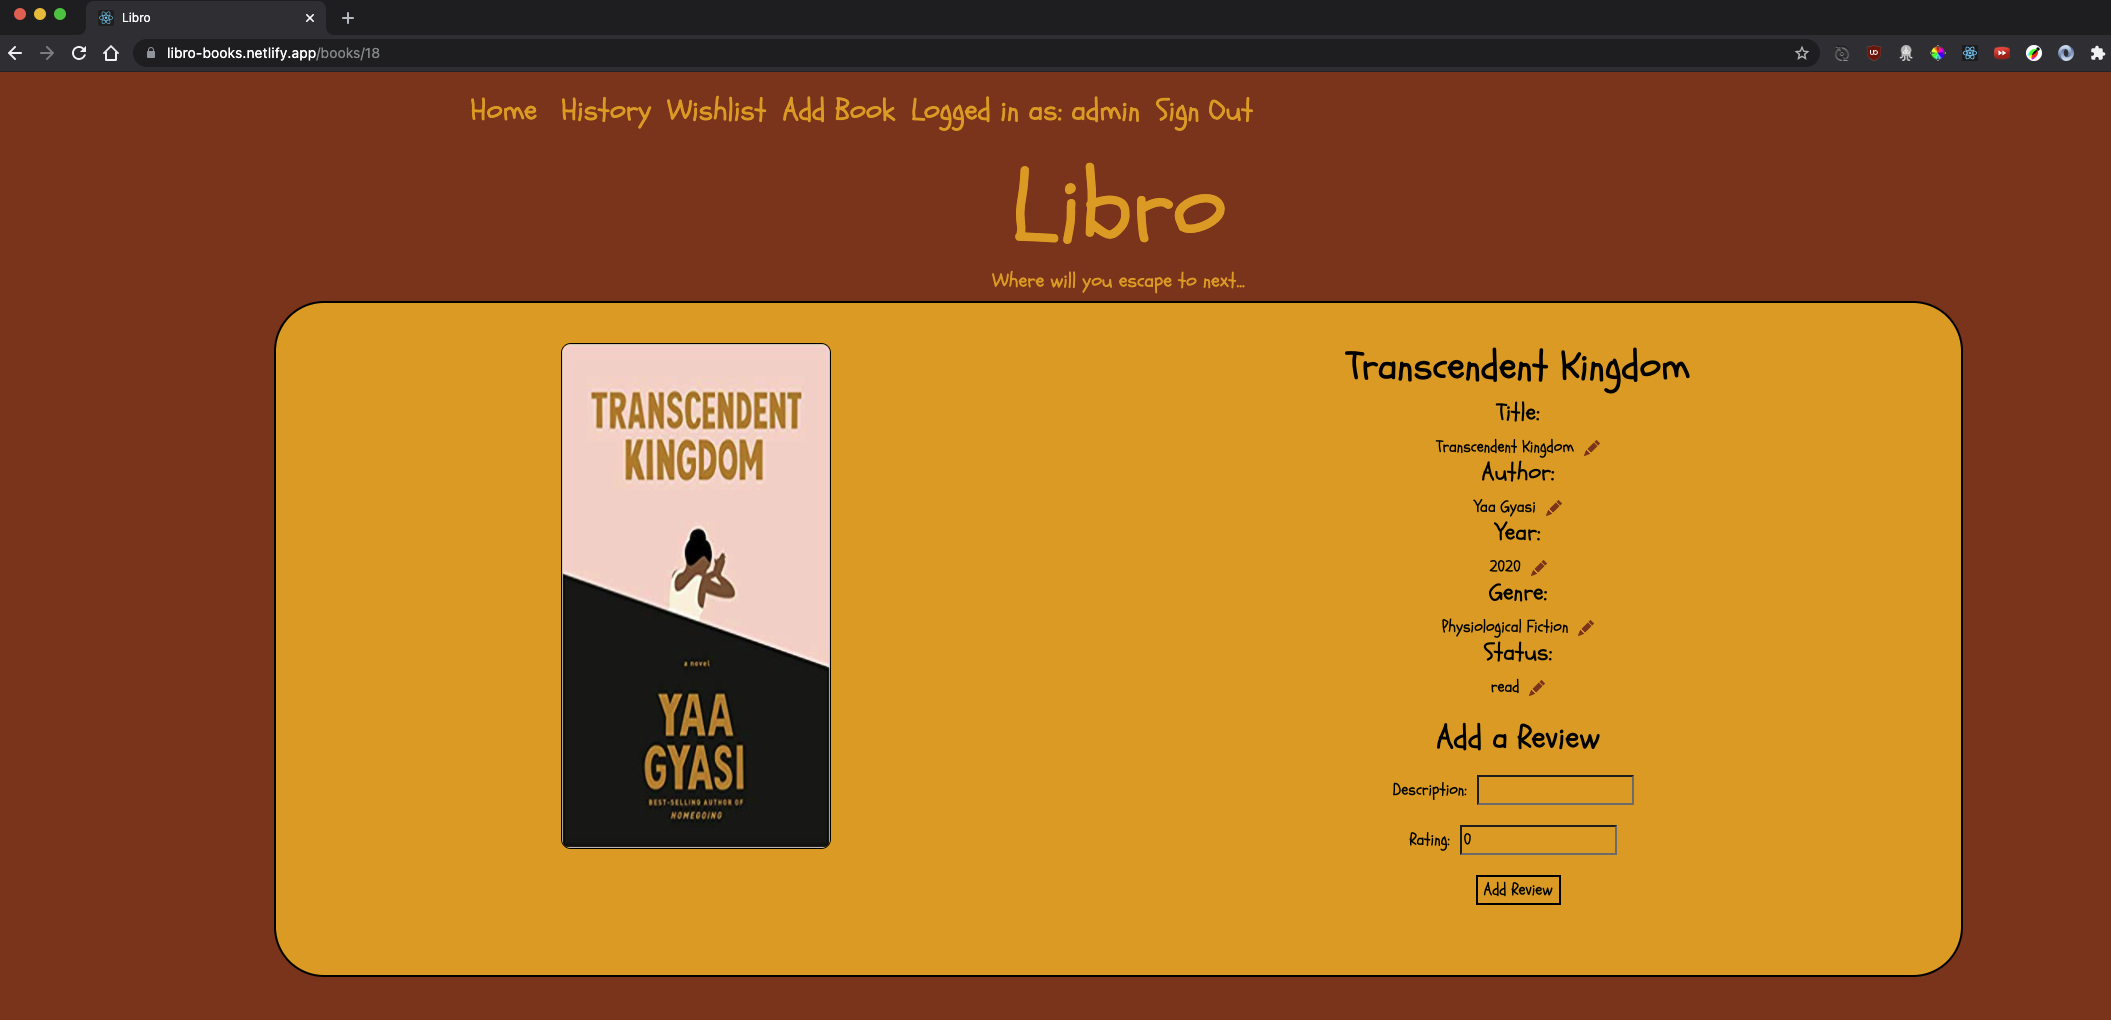 Libro
libro-books.netlify.app/books/18
Home History Wishlist Add Book Logged in as: admin Sign Out
Libro
Where will you escape to next...
TRANSCENDENT
KINGDOM
a novel
YAA
GYASI
BEST-SELLING AUTHOR OF
HOMEGOING
Transcendent Kingdom
Title:
Transcendent Kingdom
Author:
Yaa Gyasi
Year:
2020
Genre:
Physiological Fiction
Status:
read
Add a Review
Description:
Rating: 0
Add Review